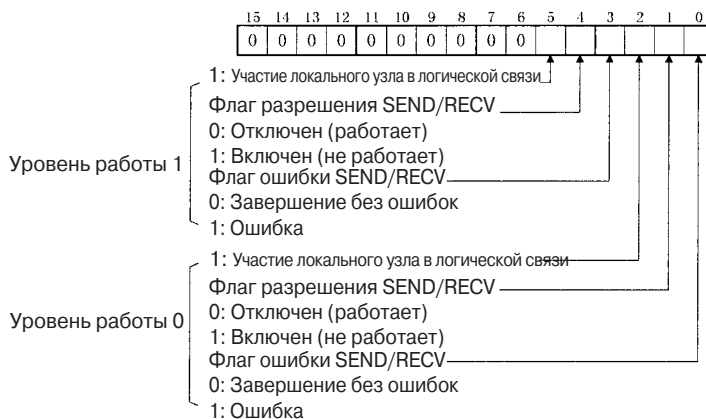 15 14 13 12 11 10 9 8 7 6 5 4 3 2 1 0
0 0 0 0 0 0 0 0 0 0
1: Участие локального узла в логической связи
Флаг разрешения SEND/RECV
0: Отключен (работает)
1: Включен (не работает)
Уровень работы 1
Флаг ошибки SEND/RECV
0: Завершение без ошибок
1: Ошибка
1: Участие локального узла в логической связи
Флаг разрешения SEND/RECV
0: Отключен (работает)
Уровень работы 0
1: Включен (не работает)
Флаг ошибки SEND/RECV
0: Завершение без ошибок
1: Ошибка